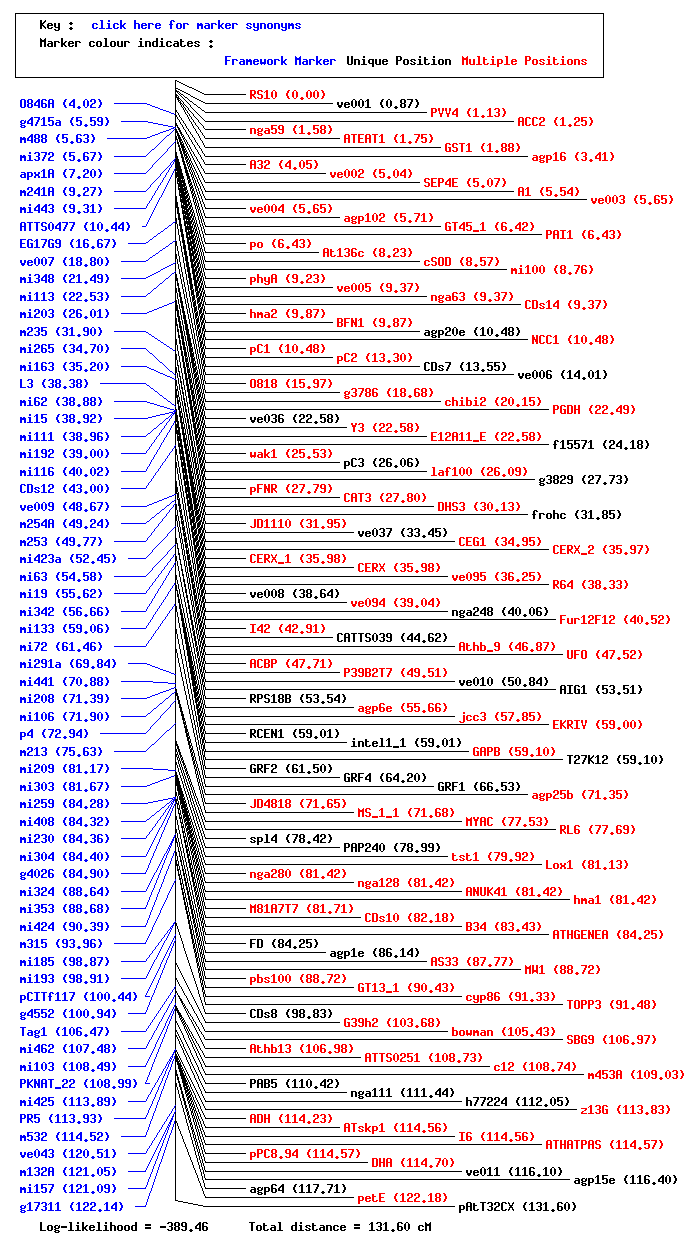 Key : click here for marker synonyms
Marker colour indicates :
Framework Marker Unique Position Multiple Positions
RS10 (0.00)
O846A (4.02) ve001 (0.87)
PVY4 (1.13)
g4715a (5.59) ACC2 (1.25)
nga59 (1.58)
m488 (5.63) ATEAT1 (1.75)
GST1 (1.88)
mi372 (5.67) agp16 (3.41)
A32 (4.05)
apx1A (7.20) ve002 (5.04)
SEP4E (5.07)
m241A (9.27) A1 (5.54)
ve003 (5.65)
mi443 (9.31) ve004 (5.65)
agp102 (5.71)
ATTS0477 (10.44) GT45_1 (6.42)
PAI1 (6.43)
EG17G9 (16.67) po (6.43)
At136c (8.23)
ve007 (18.80) cSOD (8.57)
mi100 (8.76)
mi348 (21.49) phyA (9.23)
ve005 (9.37)
mi113 (22.53) nga63 (9.37)
CDs14 (9.37)
mi203 (26.01) hma2 (9.87)
BFN1 (9.87)
m235 (31.90) agp20e (10.48)
NCC1 (10.48)
mi265 (34.70) pC1 (10.48)
pC2 (13.30)
mi163 (35.20) CDs7 (13.55)
ve006 (14.01)
L3 (38.38) O818 (15.97)
g3786 (18.68)
mi62 (38.88) chibi2 (20.15)
PGDH (22.49)
mi15 (38.92) ve036 (22.58)
Y3 (22.58)
mi111 (38.96) E12A11_E (22.58)
f15571 (24.18)
mi192 (39.00) wak1 (25.53)
pC3 (26.06)
mi116 (40.02) laf100 (26.09)
g3829 (27.73)
CDs12 (43.00) pFNR (27.79)
CAT3 (27.80)
ve009 (48.67) DHS3 (30.13)
frohc (31.85)
m254A (49.24) JD1110 (31.95)
ve037 (33.45)
m253 (49.77) CEG1 (34.95)
CERX_2 (35.97)
mi423a (52.45) CERX_1 (35.98)
CERX (35.98)
mi63 (54.58) ve095 (36.25)
R64 (38.33)
mi19 (55.62) ve008 (38.64)
ve094 (39.04)
mi342 (56.66) nga248 (40.06)
Fur12F12 (40.52)
mi133 (59.06) I42 (42.91)
CATTS039 (44.62)
mi72 (61.46) Athb_9 (46.87)
UFO (47.52)
mi291a (69.84) ACBP (47.71)
P39B2T7 (49.51)
mi441 (70.88) ve010 (50.84)
AIG1 (53.51)
mi208 (71.39) RPS18B (53.54)
agp6e (55.66)
mi106 (71.90) jcc3 (57.85)
EKRIV (59.00)
p4 (72.94) RCEN1 (59.01)
intel1_1 (59.01)
m213 (75.63) GAPB (59.10)
T27K12 (59.10)
mi209 (81.17) GRF2 (61.50)
GRF4 (64.20)
mi303 (81.67) GRF1 (66.53)
agp25b (71.35)
mi259 (84.28) JD4818 (71.65)
MS_1_1 (71.68)
mi408 (84.32) MYAC (77.53)
RL6 (77.69)
mi230 (84.36) spl4 (78.42)
PAP240 (78.99)
mi304 (84.40) tst1 (79.92)
Lox1 (81.13)
g4026 (84.90) nga280 (81.42)
nga128 (81.42)
mi324 (88.64) ANUK41 (81.42)
hma1 (81.42)
mi353 (88.68) M81A7T7 (81.71)
CDs10 (82.18)
mi424 (90.39) B34 (83.43)
ATHGENEA (84.25)
m315 (93.96) FD (84.25)
agp1e (86.14)
mi185 (98.87) AS33 (87.77)
MW1 (88.72)
mi193 (98.91) pbs100 (88.72)
GT13_1 (90.43)
pCITf117 (100.44) cyp86 (91.33)
TOPP3 (91.48)
g4552 (100.94) CDs8 (98.83)
G39h2 (103.68)
Tag1 (106.47) bowman (105.43)
SBG9 (106.97)
mi462 (107.48) Athb13 (106.98)
ATTS0251 (108.73)
mi103 (108.49) c12 (108.74)
m453A (109.03)
PKNAT_22 (108.99) PAB5 (110.42)
nga111 (111.44)
mi425 (113.89) h77224 (112.05)
z13G (113.83)
PR5 (113.93) ADH (114.23)
ATskp1 (114.56)
m532 (114.52) I6 (114.56)
ATHATPAS (114.57)
ve043 (120.51) pPC8.94 (114.57)
DHA (114.70)
m132A (121.05) ve011 (116.10)
agp15e (116.40)
mi157 (121.09) agp64 (117.71)
petE (122.18)
g17311 (122.14) pAtT32CX (131.60)
Log-likelihood = -389.46 Total distance = 131.60 cM